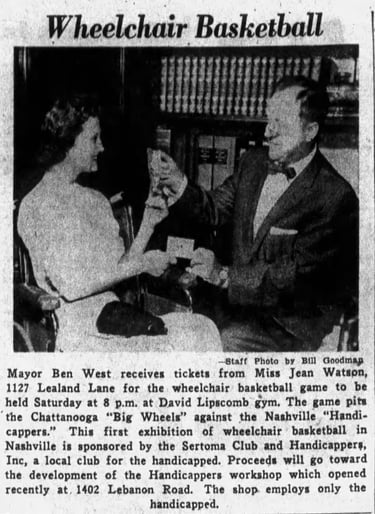 Wheelchair Basketball
—Staff Photo by Bill Goodman
Mayor Ben West receives tickets from Miss Jean Watson,
1127 Lealand Lane for the wheelchair basketball game to be
held Saturday at 8 p.m. at David Lipscomb gym. The game pits
the Chattanooga "Big Wheels" against the Nashville "Handi-
cappers." This first exhibition of wheelchair basketball in
Nashville is sponsored by the Sertoma Club and Handicappers,
Inc, a local club for the handicapped. Proceeds will go toward
the development of the Handicappers workshop which opened
recently at 1402 Lebanon Road. The shop employs only the
handicapped.